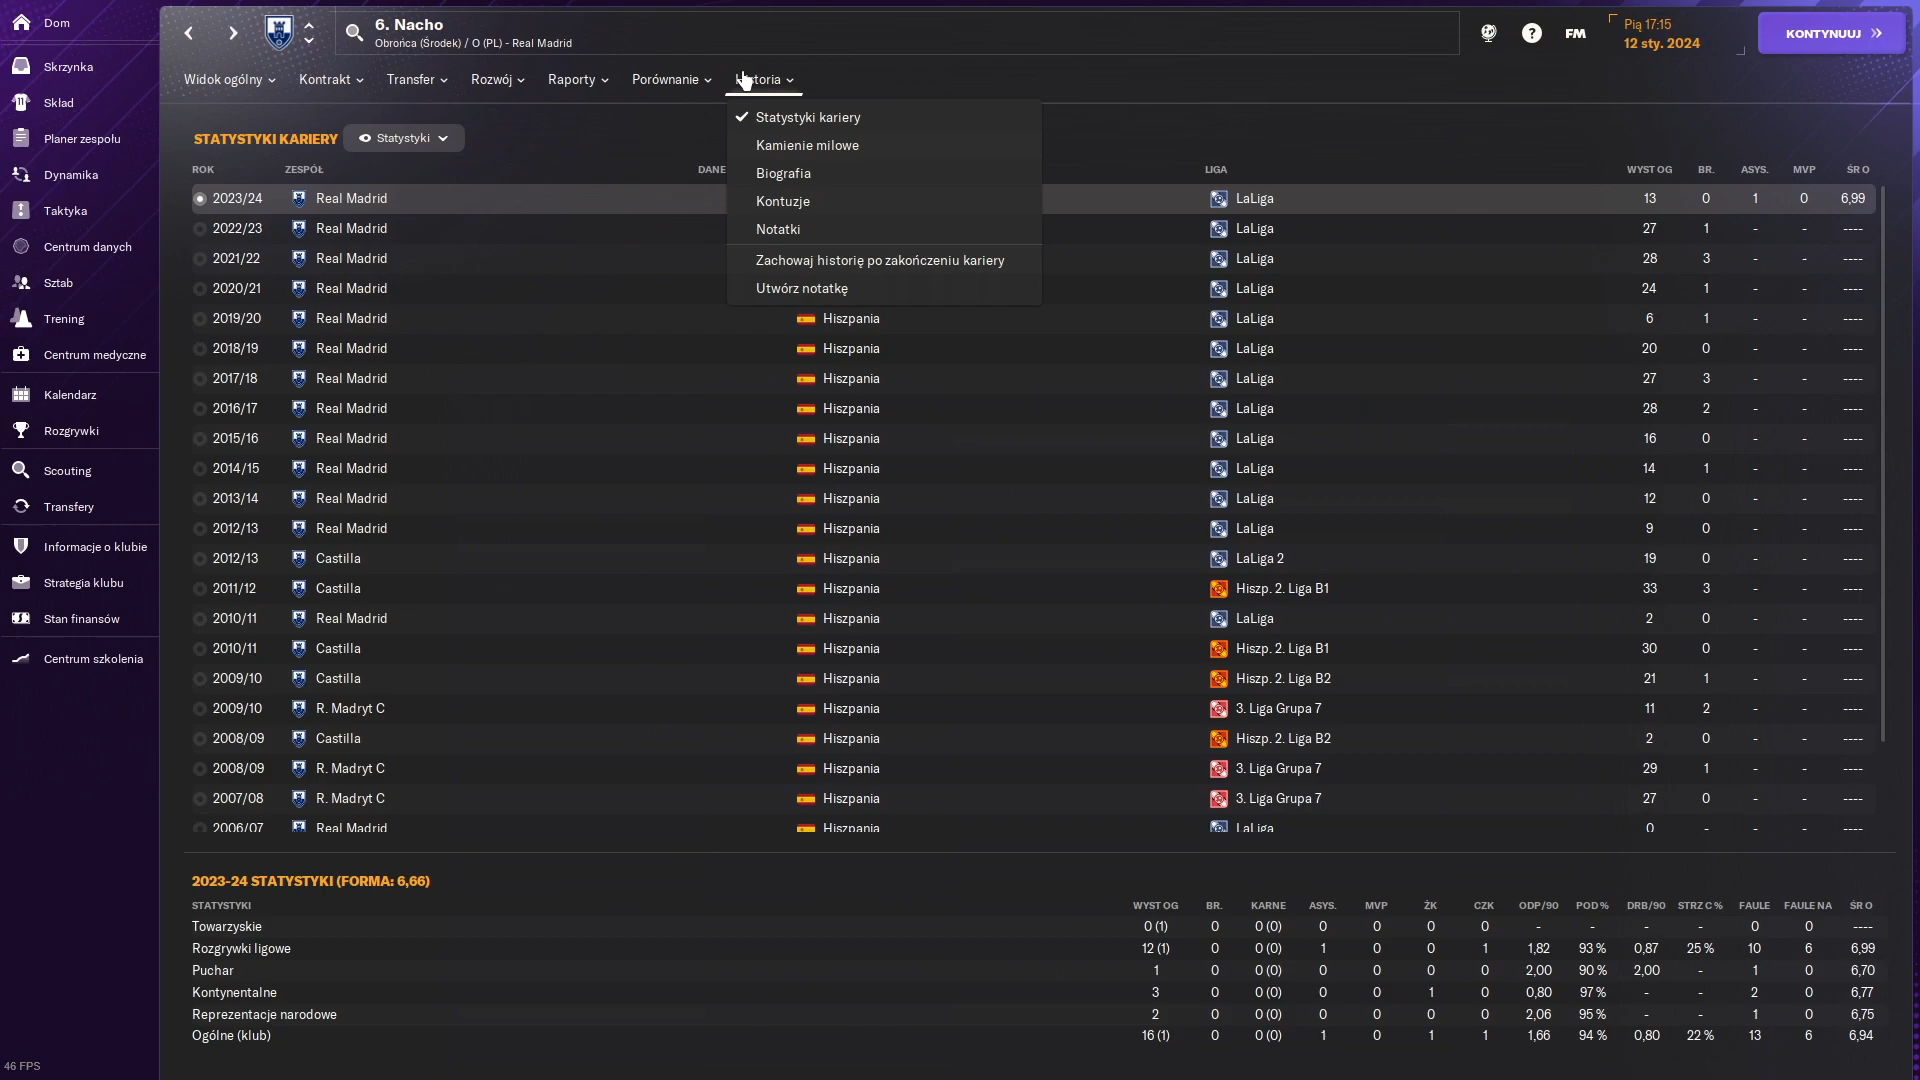 Dom
Skrzynka
Skład
Planer zespołu
Dynamika
Taktyka
Centrum danych
Sztab
Trening
Centrum medyczne
Kalendarz
Rozgrywki
Scouting
Transfery
Informacje o klubie
Strategia klubu
Stan finansów
Centrum szkolenia
46 FPS
6. Nacho
Obrońca (Środek) / O (PL) - Real Madrid
FM
Pią 17:15
12 sty. 2024
KONTYNUUJ
Widok ogólny Kontrakt Transfer Rozwój Raporty Porównanie Historia
Statystyki kariery
Kamienie milowe
Biografia
Kontuzje
Notatki
Zachowaj historię po zakończeniu kariery
Utwórz notatkę
STATYSTYKI KARIERY Statystyki
ROK ZESPÓŁ DANE LIGA WYST OG BR. ASYS. MVP ŚR O
2023/24 Real Madrid LaLiga 13 0 1 0 6,99
2022/23 Real Madrid LaLiga 27 1 - - ----
2021/22 Real Madrid LaLiga 28 3 - - ----
2020/21 Real Madrid LaLiga 24 1 - - ----
2019/20 Real Madrid Hiszpania LaLiga 6 1 - - ----
2018/19 Real Madrid Hiszpania LaLiga 20 0 - - ----
2017/18 Real Madrid Hiszpania LaLiga 27 3 - - ----
2016/17 Real Madrid Hiszpania LaLiga 28 2 - - ----
2015/16 Real Madrid Hiszpania LaLiga 16 0 - - ----
2014/15 Real Madrid Hiszpania LaLiga 14 1 - - ----
2013/14 Real Madrid Hiszpania LaLiga 12 0 - - ----
2012/13 Real Madrid Hiszpania LaLiga 9 0 - - ----
2012/13 Castilla Hiszpania LaLiga 2 19 0 - - ----
2011/12 Castilla Hiszpania Hiszp. 2. Liga B1 33 3 - - ----
2010/11 Real Madrid Hiszpania LaLiga 2 0 - - ----
2010/11 Castilla Hiszpania Hiszp. 2. Liga B1 30 0 - - ----
2009/10 Castilla Hiszpania Hiszp. 2. Liga B2 21 1 - - ----
2009/10 R. Madryt C Hiszpania 3. Liga Grupa 7 11 2 - - ----
2008/09 Castilla Hiszpania Hiszp. 2. Liga B2 2 0 - - ----
2008/09 R. Madryt C Hiszpania 3. Liga Grupa 7 29 1 - - ----
2007/08 R. Madryt C Hiszpania 3. Liga Grupa 7 27 0 - - ----
2006/07 Real Madrid Hiszpania LaLiga 0 - - - ----
2023-24 STATYSTYKI (FORMA: 6,66)
STATYSTYKI WYST OG BR. KARNE ASYS. MVP ŻK CZK ODP/90 POD % DRB/90 STRZ C % FAULE FAULE NA ŚR O
Towarzyskie 0 (1) 0 0 (0) 0 0 0 0 - - - - 0 0 ----
Rozgrywki ligowe 12 (1) 0 0 (0) 1 0 0 1 1,82 93 % 0,87 25 % 10 6 6,99
Puchar 1 0 0 (0) 0 0 0 0 2,00 90 % 2,00 - 1 0 6,70
Kontynentalne 3 0 0 (0) 0 0 1 0 0,80 97 % - - 2 0 6,77
Reprezentacje narodowe 2 0 0 (0) 0 0 0 0 2,06 95 % - - 1 0 6,75
Ogólne (klub) 16 (1) 0 0 (0) 1 0 1 1 1,66 94 % 0,80 22 % 13 6 6,94